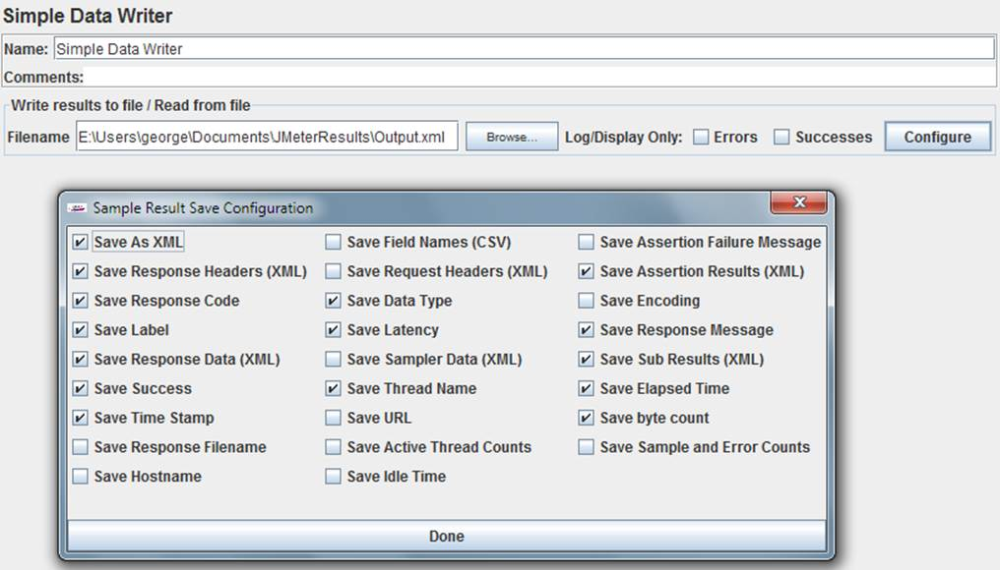 Simple Data Writer
Name: Simple Data Writer
Comments:
Write results to file / Read from file
Filename E:\Users\george\Documents\JMeterResults\Output.xml Browse... Log/Display Only: Errors Successes Configure
Sample Result Save Configuration
Save As XML Save Field Names (CSV) Save Assertion Failure Message
Save Response Headers (XML) Save Request Headers (XML) Save Assertion Results (XML)
Save Response Code Save Data Type Save Encoding
Save Label Save Latency Save Response Message
Save Response Data (XML) Save Sampler Data (XML) Save Sub Results (XML)
Save Success Save Thread Name Save Elapsed Time
Save Time Stamp Save URL Save byte count
Save Response Filename Save Active Thread Counts Save Sample and Error Counts
Save Hostname Save Idle Time
Done